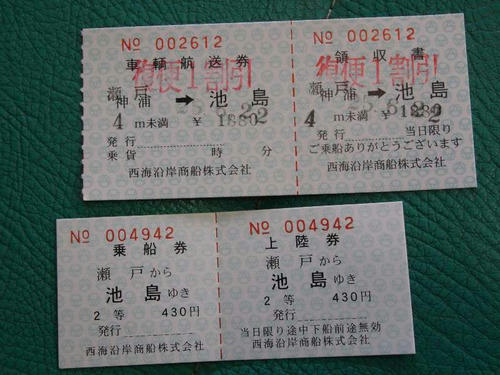 № 002612
車輌航送券
復便1割引
瀬戸
神浦 → 池島
4 m未満 ¥1880
発行
乗貨 時 分
西海沿岸商船株式会社
№ 002612
領収書
復便1割引
瀬戸
神浦 → 池島
4 m未満 ¥1880
発行 当日限り
ご乗船ありがとうございます
西海沿岸商船株式会社
№ 004942
乗船券
瀬戸から
池島ゆき
2等 430円
発行
西海沿岸商船株式会社
№ 004942
上陸券
瀬戸から
池島ゆき
2等 430円
発行
当日限り途中下船前途無効
西海沿岸商船株式会社